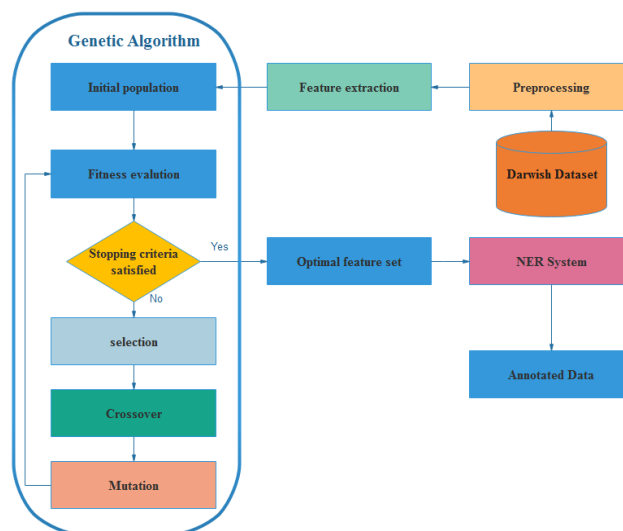 Genetic Algorithm
Initial population
Feature extraction
Preprocessing
Darwish Dataset
Fitness evalution
Stopping criteria
satisfied
Yes
No
Optimal feature set
NER System
selection
Annotated Data
Crossover
Mutation